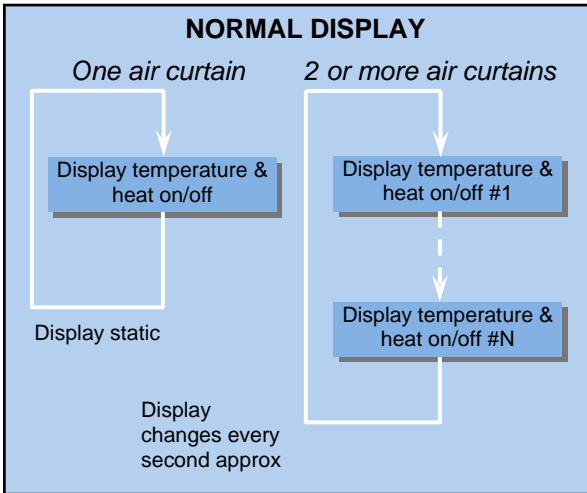 NORMAL DISPLAY
One air curtain
Display temperature &
heat on/off
Display static
2 or more air curtains
Display temperature &
heat on/off #1
Display temperature &
heat on/off #N
Display
changes every
second approx